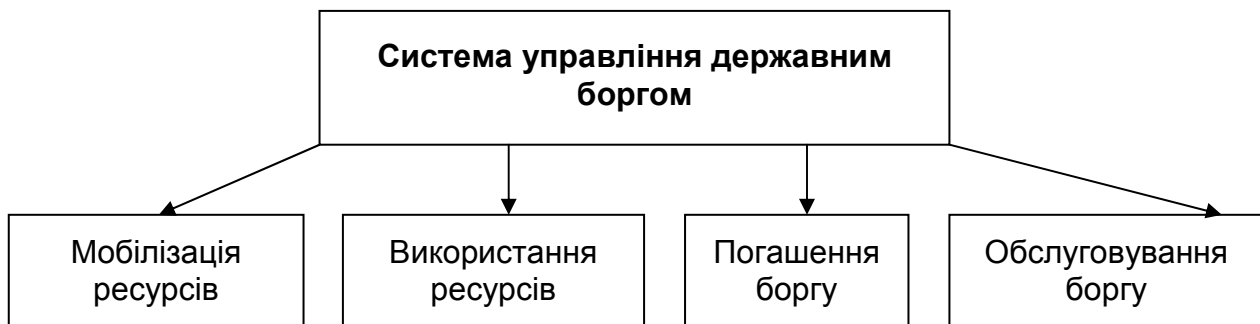 Система управління державним
боргом
Мобілізація
ресурсів
Використання
ресурсів
Погашення
боргу
Обслуговування
боргу